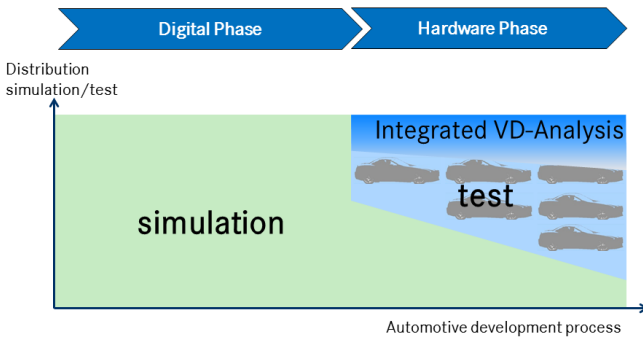 Digital Phase
Hardware Phase
Distribution
simulation/test
Integrated VD-Analysis
test
simulation
Automotive development process